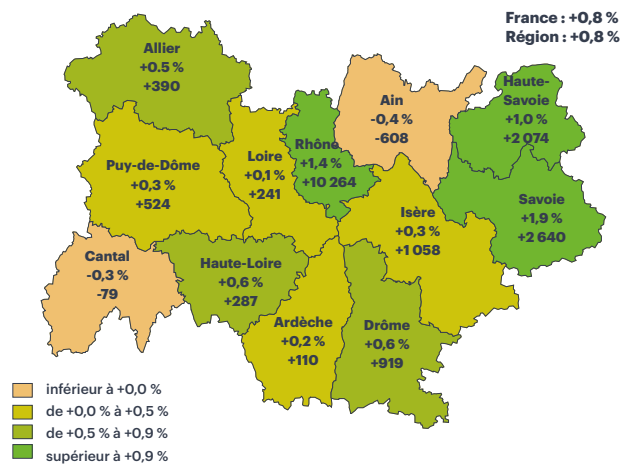 France : +0,8 %
Région : +0,8 %
Allier
+0.5 %
+390
Ain
-0,4 %
-608
Haute-
Savoie
+1,0 %
+2 074
Rhône
+1,4 %
+10 264
Loire
+0,1 %
+241
Puy-de-Dôme
+0,3 %
+524
Savoie
+1,9 %
+2 640
Isère
+0,3 %
+1 058
Cantal
-0,3 %
-79
Haute-Loire
+0,6 %
+287
Ardèche
+0,2 %
+110
Drôme
+0,6 %
+919
inférieur à +0,0 %
de +0,0 % à +0,5 %
de +0,5 % à +0,9 %
supérieur à +0,9 %